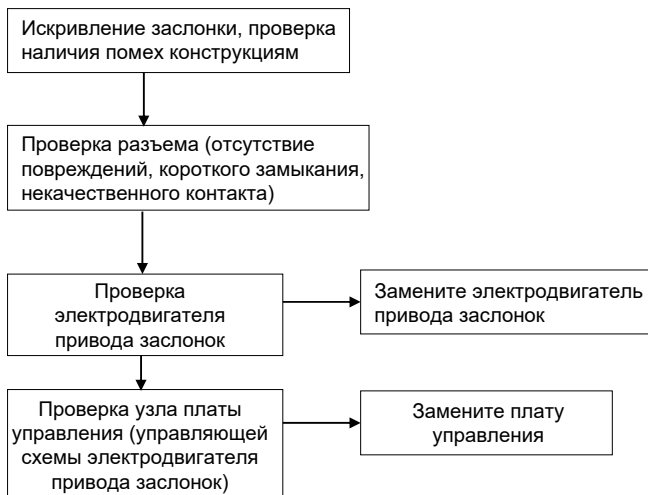 Искривление заслонки, проверка
наличия помех конструкциям
Проверка разъема (отсутствие
повреждений, короткого замыкания,
некачественного контакта)
Проверка
электродвигателя
привода заслонок
Замените электродвигатель
привода заслонок
Проверка узла платы
управления (управляющей
схемы электродвигателя
привода заслонок)
Замените плату
управления